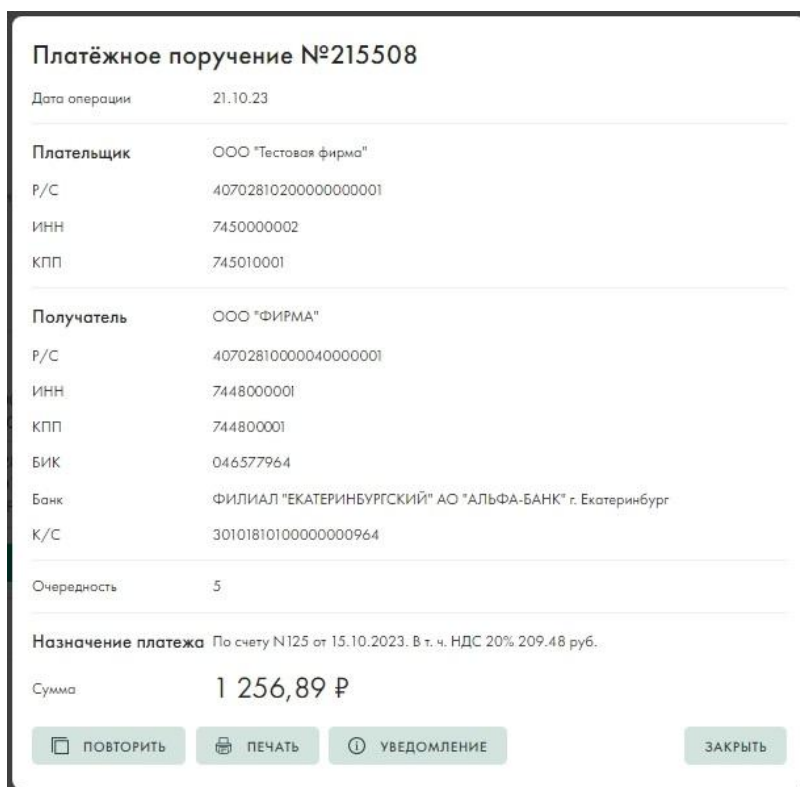 Платёжное поручение №215508
Дата операции 21.10.23
Плательщик ООО "Тестовая фирма"
Р/С 40702810200000000001
ИНН 7450000002
КПП 745010001
Получатель ООО "ФИРМА"
Р/С 40702810000040000001
ИНН 7448000001
КПП 744800001
БИК 046577964
Банк ФИЛИАЛ "ЕКАТЕРИНБУРГСКИЙ" АО "АЛЬФА-БАНК" г. Екатеринбург
К/С 30101810100000000964
Очередность 5
Назначение платежа По счету N125 от 15.10.2023. В т. ч. НДС 20% 209.48 руб.
Сумма 1 256,89 ₽
ПОВТОРИТЬ ПЕЧАТЬ УВЕДОМЛЕНИЕ ЗАКРЫТЬ